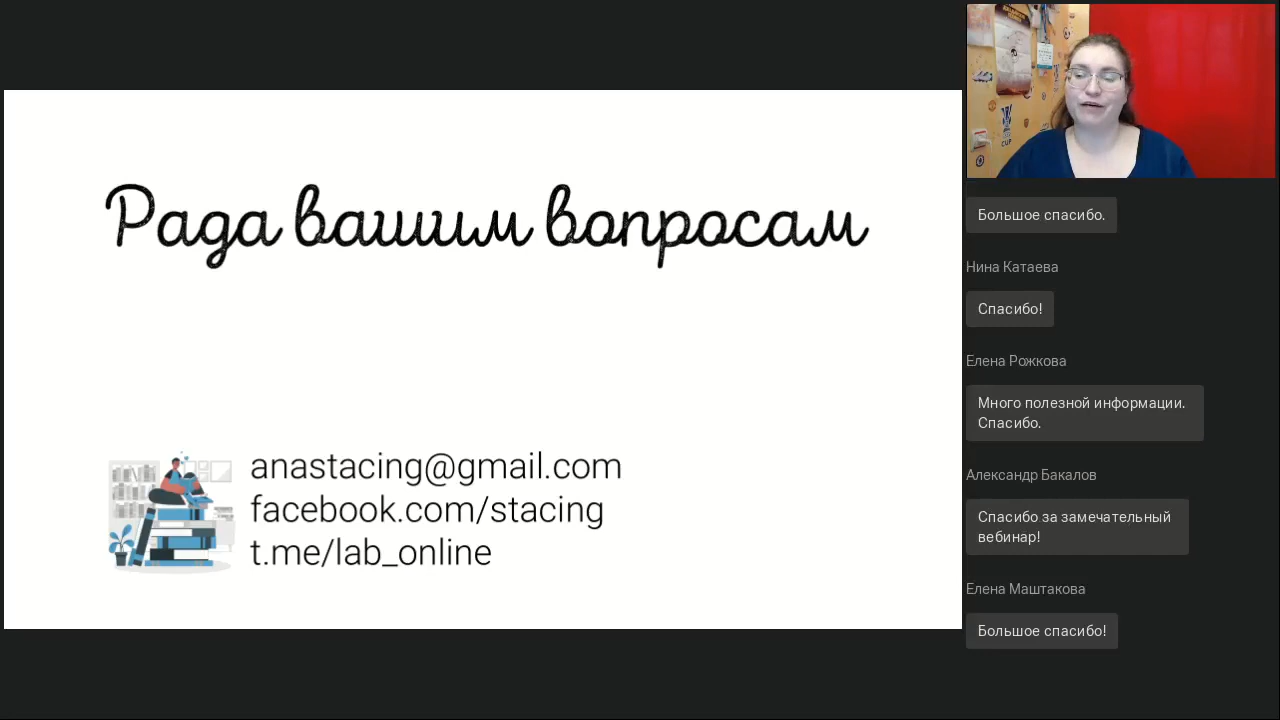 Рада вашим вопросам
anastacing@gmail.com
facebook.com/stacing
t.me/lab_online
CUP
Большое спасибо.
Нина Катаева
Спасибо!
Елена Рожкова
Много полезной информации.
Спасибо.
Александр Бакалов
Спасибо за замечательный
вебинар!
Елена Маштакова
Большое спасибо!